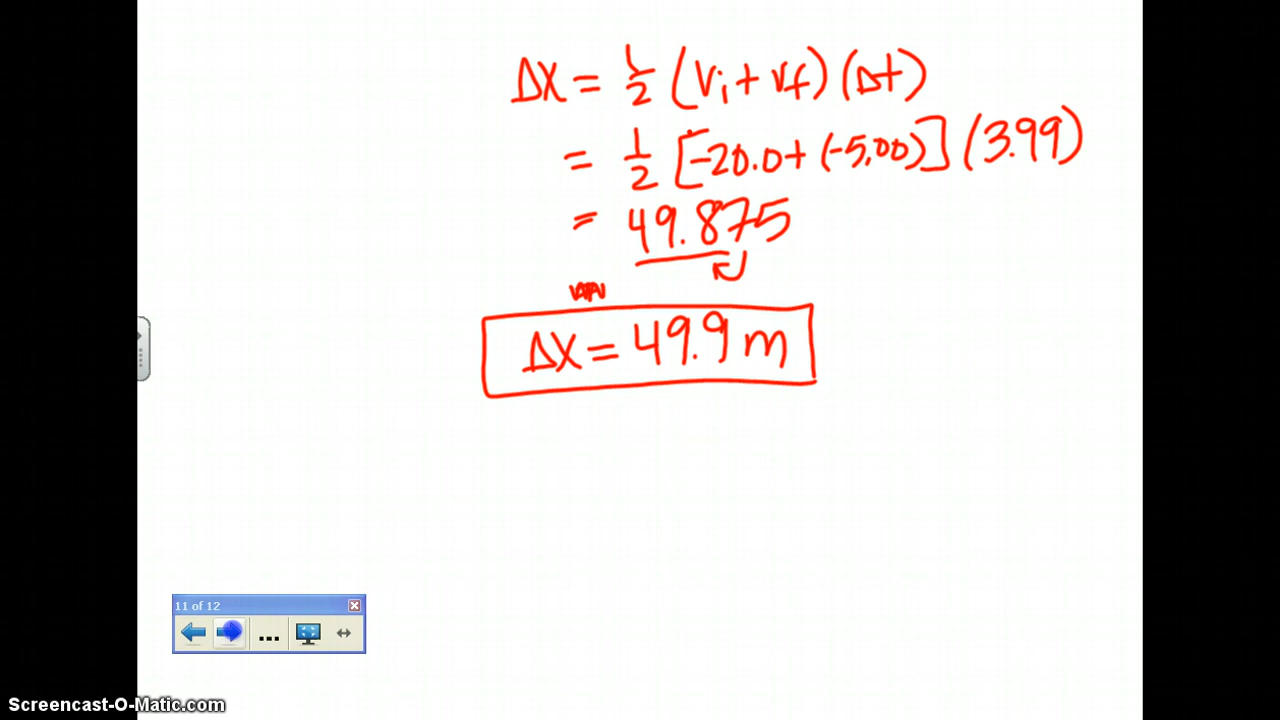 Δx = 1/2 (Vi + Vf)(Δt)
= 1/2 [-20.0 + (-5.00)] (3.99)
= 49.875
Δx = 49.9 m
11 of 12
...
Screencast-O-Matic.com